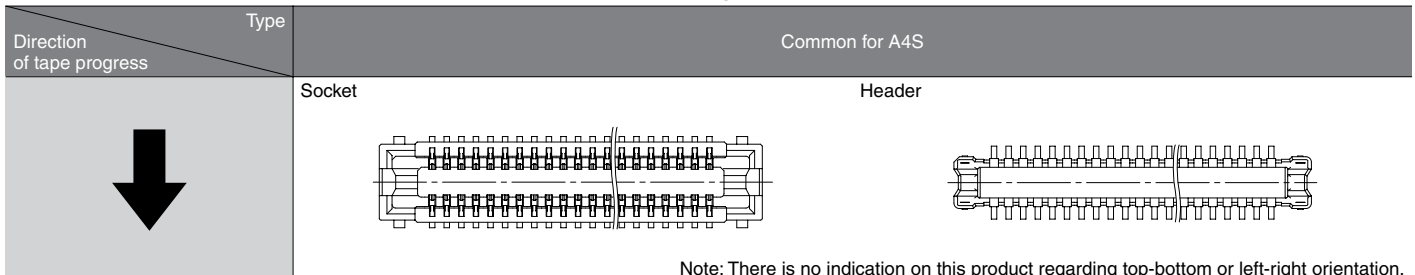 Type
Direction
of tape progress
Common for A4S
Socket
Header
Note: There is no indication on this product regarding top-bottom or left-right orientation.